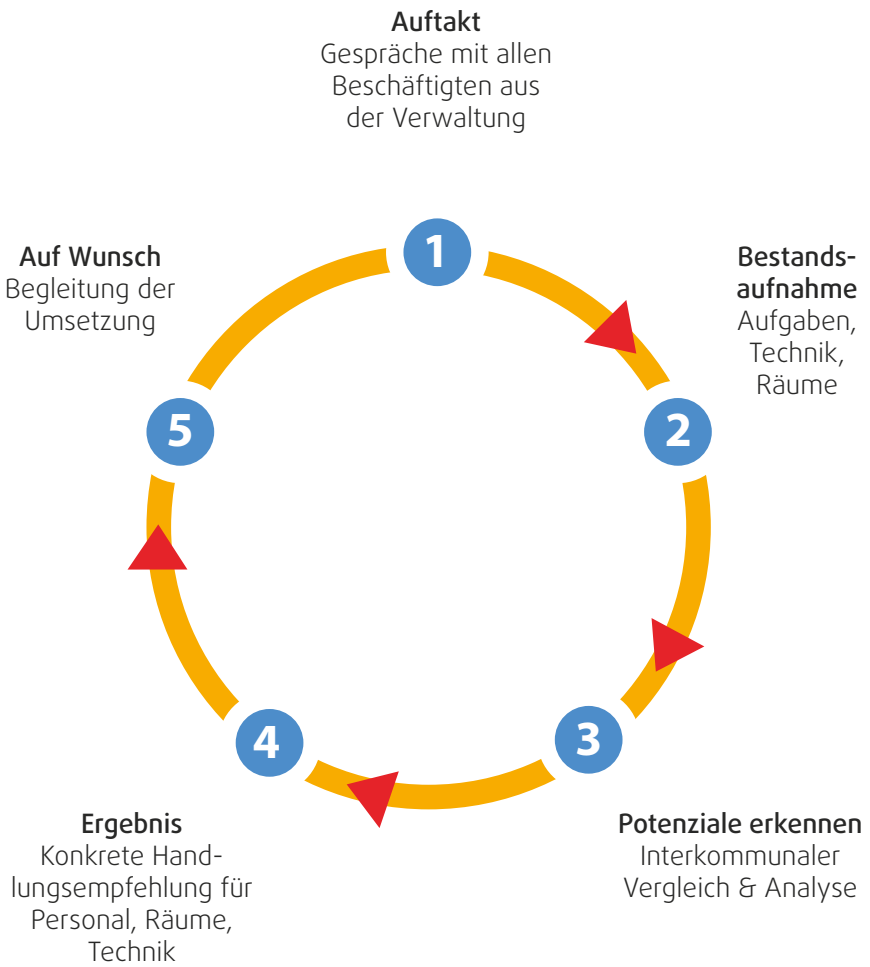 Auftakt
Gespräche mit allen
Beschäftigten aus
der Verwaltung
1
Bestands-
aufnahme
Aufgaben,
Technik,
Räume
2
3
Potenziale erkennen
Interkommunaler
Vergleich & Analyse
4
Ergebnis
Konkrete Hand-
lungsempfehlung für
Personal, Räume,
Technik
Auf Wunsch
Begleitung der
Umsetzung
5